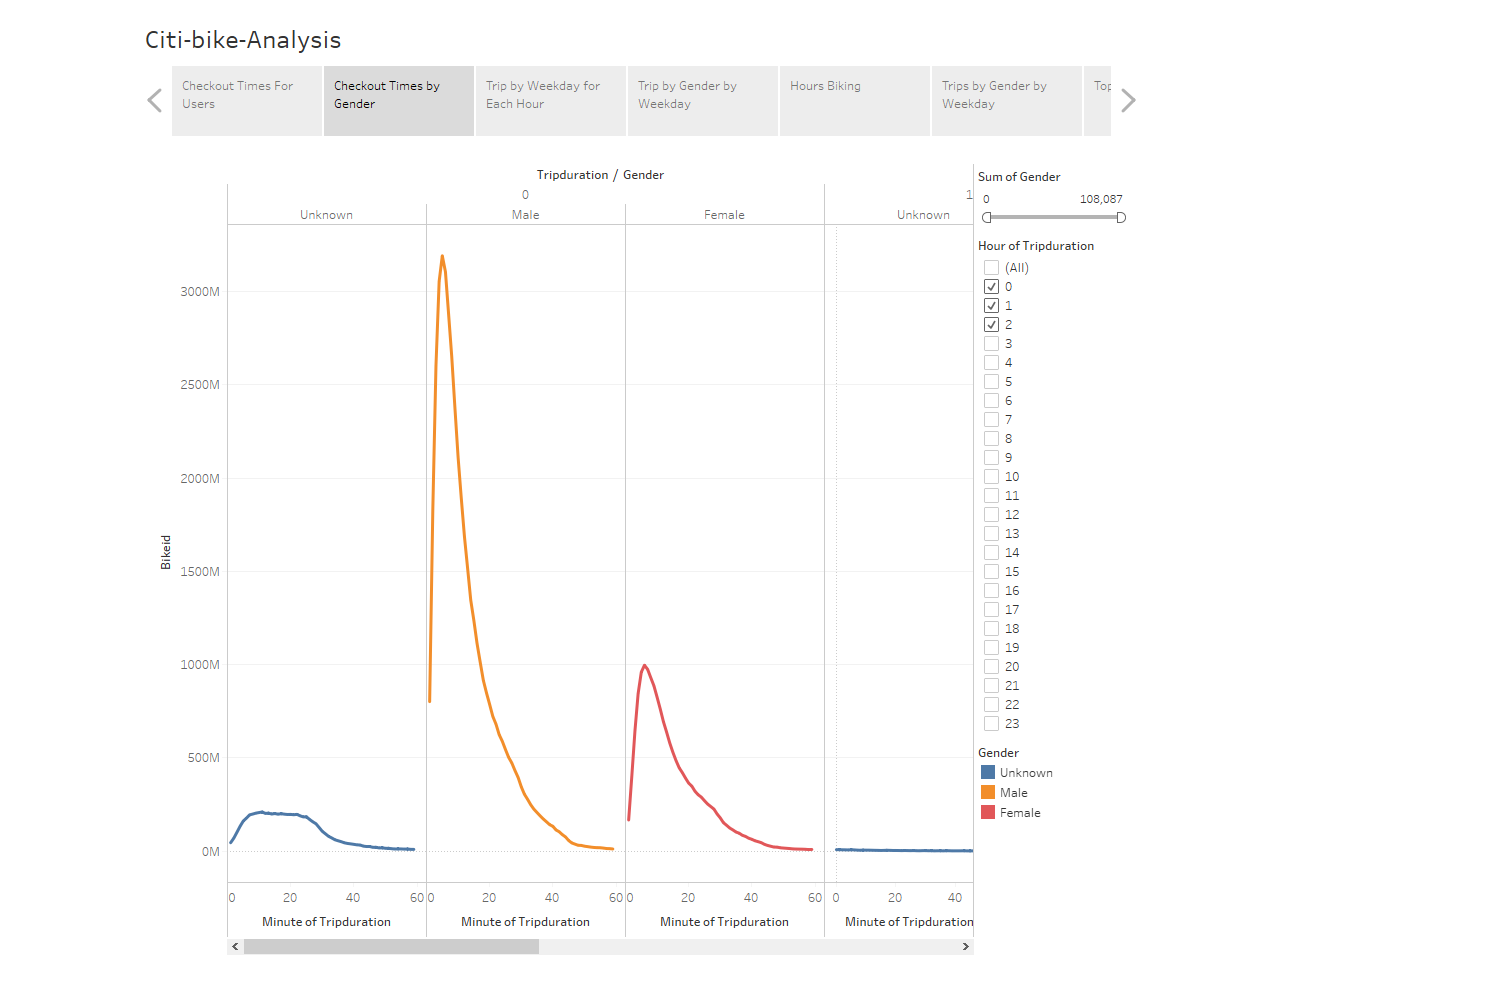 Citi-bike-Analysis
Checkout Times For
Users
Checkout Times by
Gender
Trip by Weekday for
Each Hour
Trip by Gender by
Weekday
Hours Biking
Trips by Gender by
Weekday
Top
Tripduration / Gender
0
1
Unknown
Male
Female
Unknown
3000M
2500M
2000M
1500M
1000M
500M
0M
Bikeid
0 20 40 60
0 20 40 60
0 20 40 60
0 20 40
Minute of Tripduration
Minute of Tripduration
Minute of Tripduration
Minute of Tripduration
Sum of Gender
0 108,087
Hour of Tripduration
(All)
0
1
2
3
4
5
6
7
8
9
10
11
12
13
14
15
16
17
18
19
20
21
22
23
Gender
Unknown
Male
Female